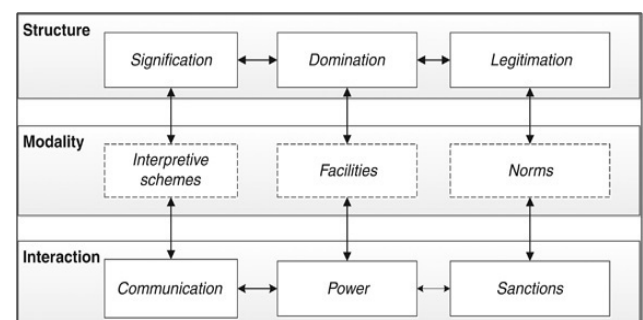 Structure
Signification
Domination
Legitimation
Modality
Interpretive
schemes
Facilities
Norms
Interaction
Communication
Power
Sanctions